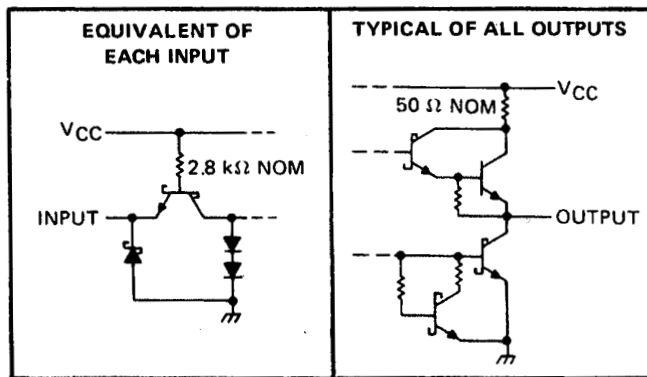 EQUIVALENT OF
EACH INPUT
VCC
2.8 kΩ NOM
INPUT
TYPICAL OF ALL OUTPUTS
VCC
50 Ω NOM
OUTPUT